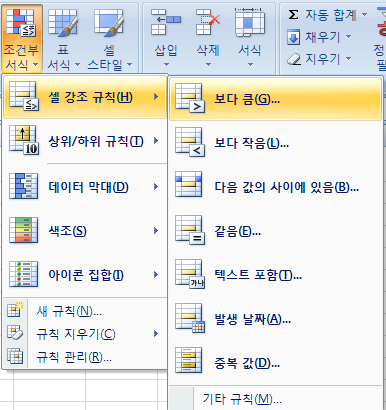 조건부
서식
표
서식
셀
스타일
삽입
삭제
서식
Σ 자동 합계
채우기
지우기
정
필
셀 강조 규칙(H)
상위/하위 규칙(T)
데이터 막대(D)
색조(S)
아이콘 집합(I)
새 규칙(N)...
규칙 지우기(C)
규칙 관리(R)...
보다 큼(G)...
보다 작음(L)...
다음 값의 사이에 있음(B)...
같음(E)...
텍스트 포함(T)...
발생 날짜(A)...
중복 값(D)...
기타 규칙(M)...